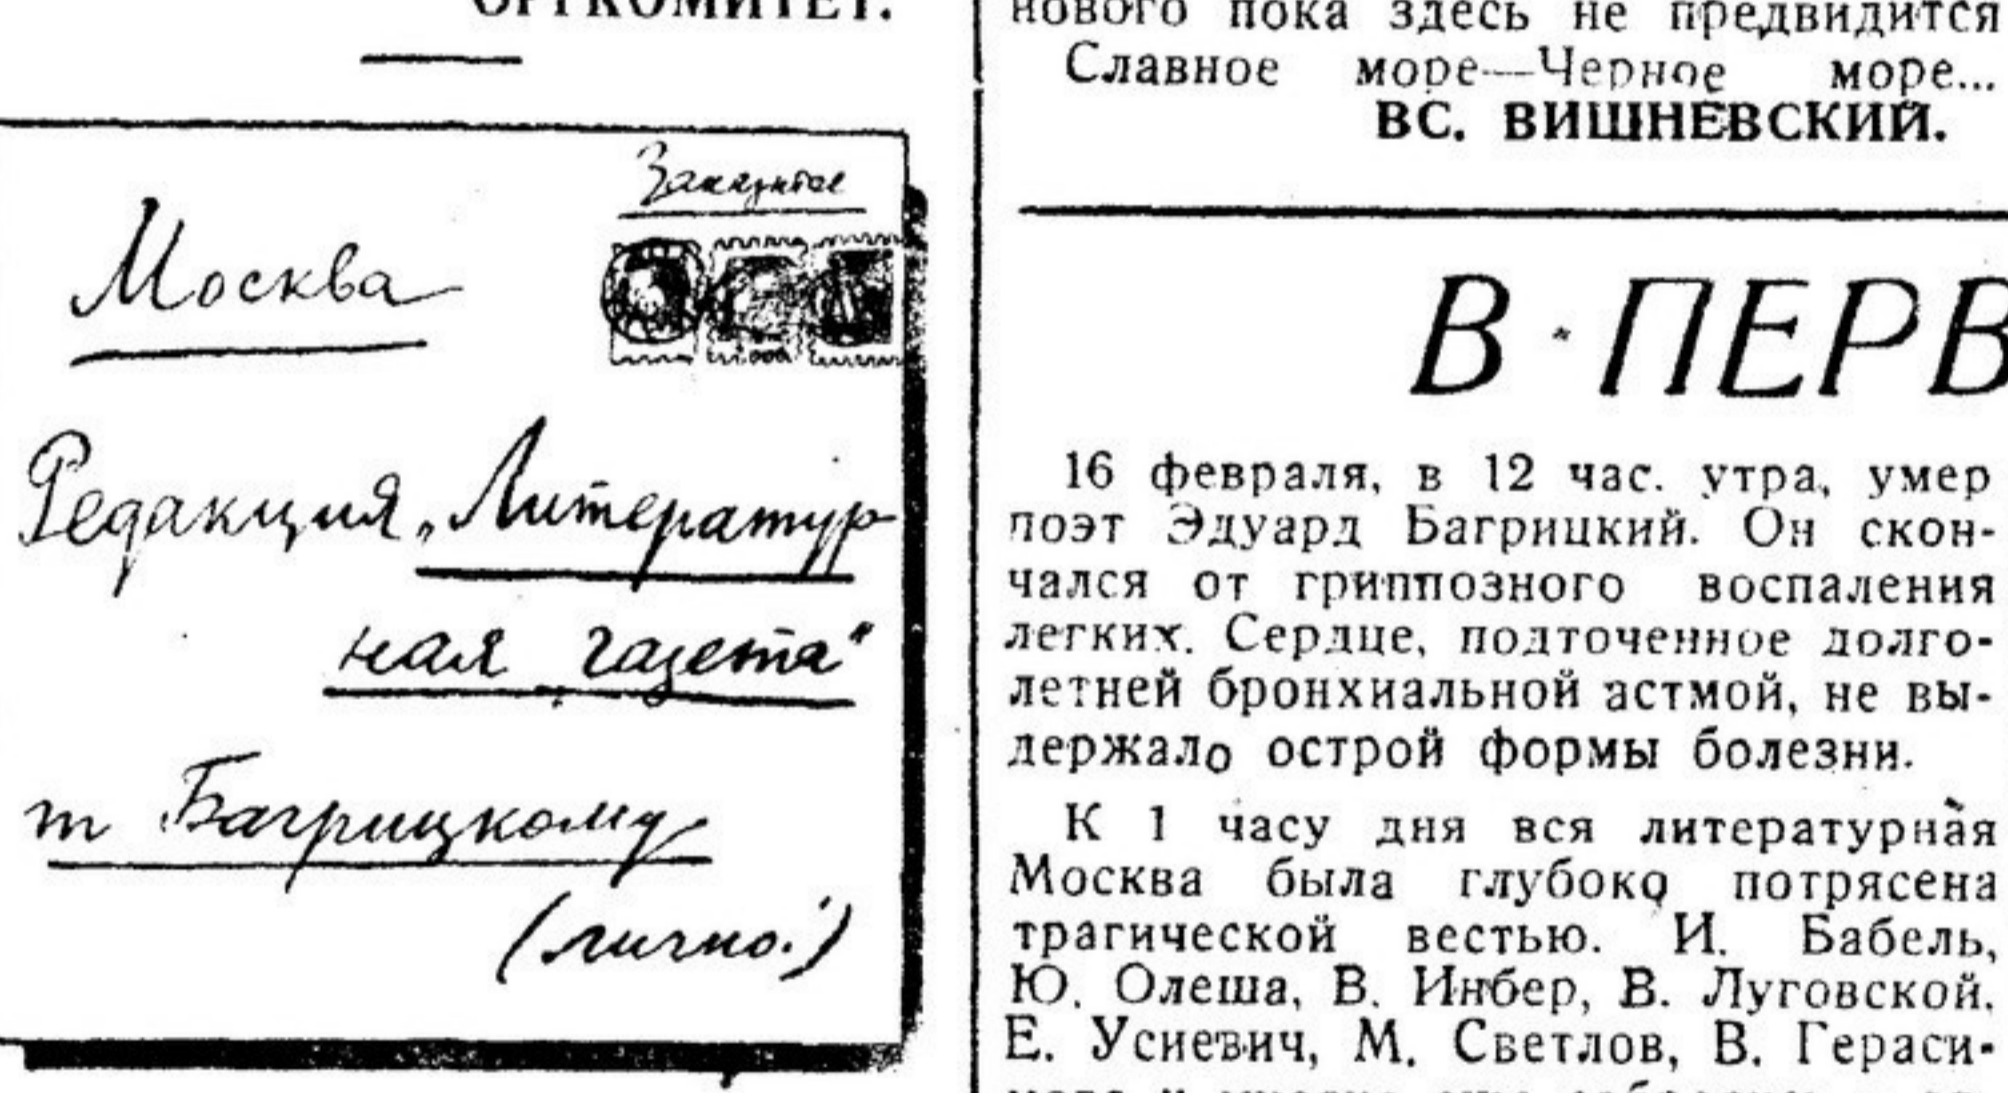 ОРГКОМИТЕТ.
Заказное
Москва
Редакция „Литератур-
ная газета“
т Багрицкому
(лично.)
нового пока здесь не предвидится
Славное море—Черное море...
ВС. ВИШНЕВСКИЙ.
В ПЕРВ
16 февраля, в 12 час. утра, умер
поэт Эдуард Багрицкий. Он скон-
чался от гриппозного воспаления
легких. Сердце, подточенное долго-
летней бронхиальной астмой, не вы-
держало острой формы болезни.
К 1 часу дня вся литературная
Москва была глубоко потрясена
трагической вестью. И. Бабель,
Ю. Олеша, В. Инбер, В. Луговской,
Е. Усиевич, М. Светлов, В. Гераси-